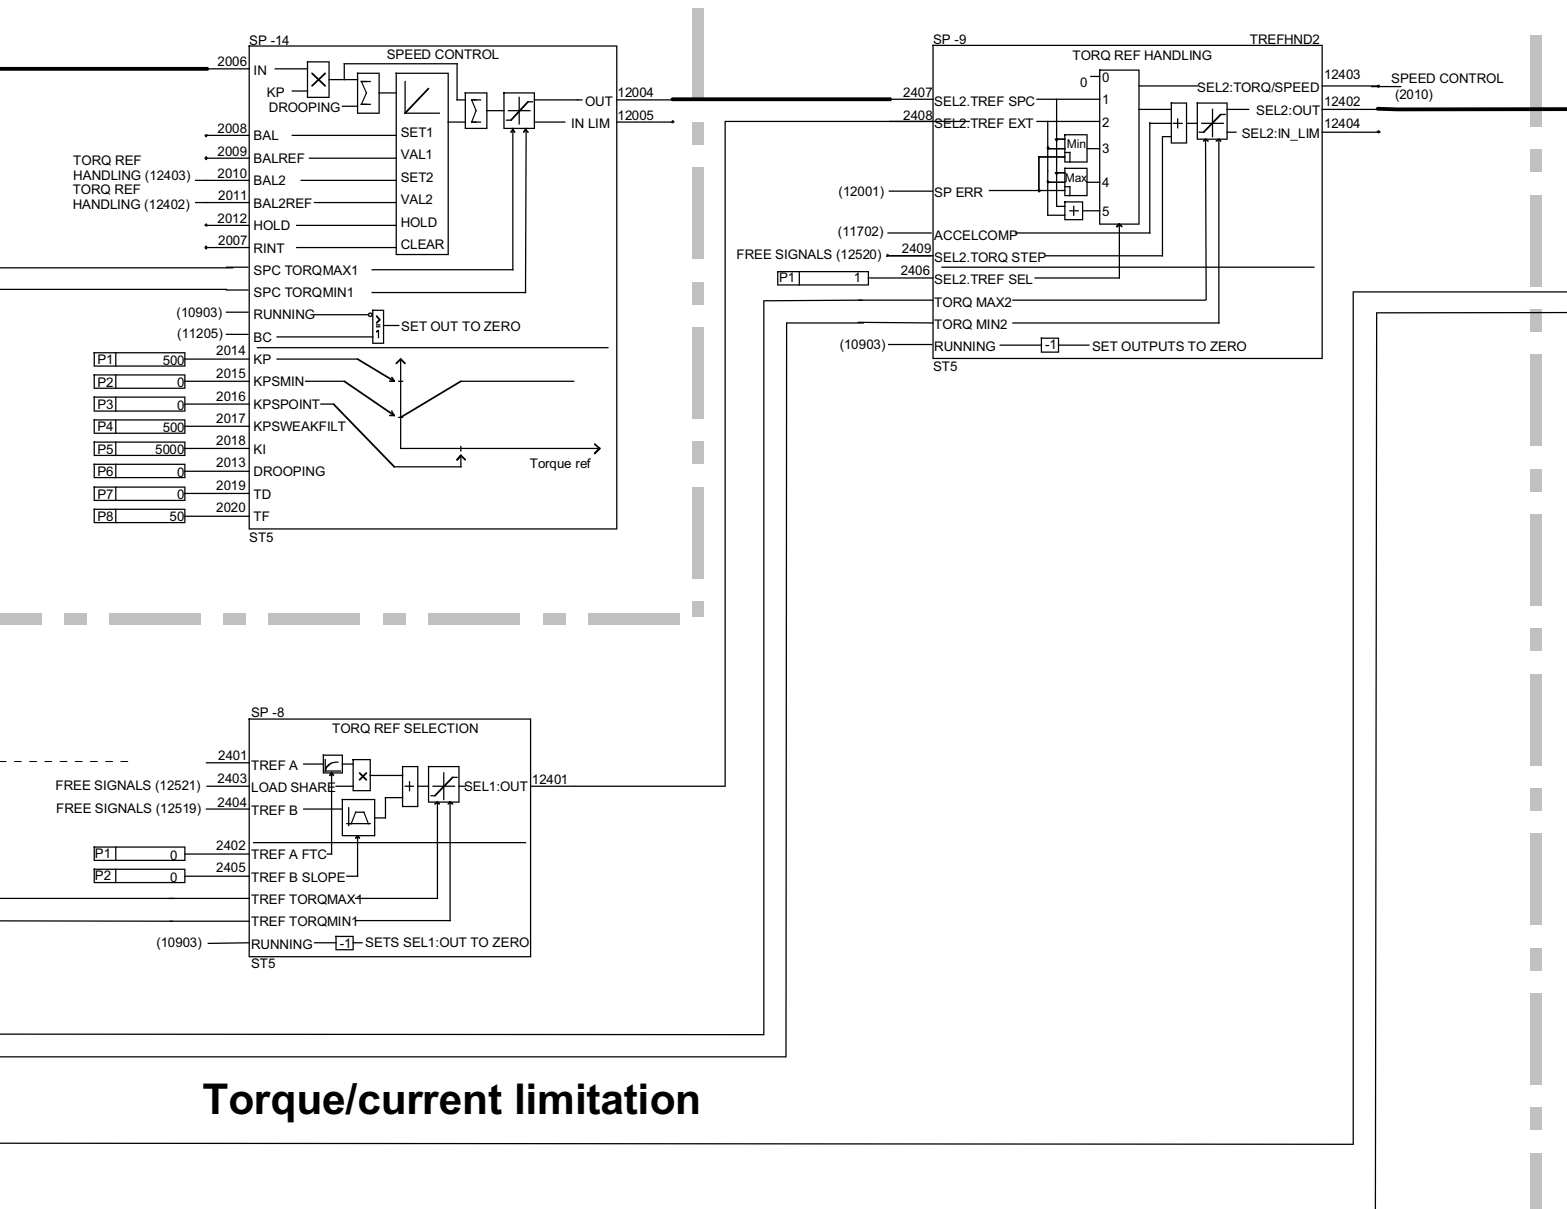 SP -14
SPEED CONTROL
2006 IN
KP
DROOPING
OUT 12004
IN LIM 12005
2008 BAL SET1
TORQ REF
HANDLING (12403)
2009 BALREF VAL1
2010 BAL2 SET2
TORQ REF
HANDLING (12402)
2011 BAL2REF VAL2
2012 HOLD HOLD
2007 RINT CLEAR
SPC TORQMAX1
SPC TORQMIN1
(10903) RUNNING
≥1 SET OUT TO ZERO
(11205) BC
P1 500 2014 KP
P2 0 2015 KPSMIN
P3 0 2016 KPSPOINT
P4 500 2017 KPSWEAKFILT
P5 5000 2018 KI
P6 0 2013 DROOPING
P7 0 2019 TD
P8 50 2020 TF
Torque ref
ST5
SP -9 TREFHND2
TORQ REF HANDLING
0 0
SEL2:TORQ/SPEED 12403 SPEED CONTROL
(2010)
2407 SEL2.TREF SPC 1
SEL2:OUT 12402
2408 SEL2.TREF EXT 2
SEL2:IN_LIM 12404
Min 3
Max 4
(12001) SP ERR
+ 5
+
(11702) ACCELCOMP
FREE SIGNALS (12520) 2409 SEL2.TORQ STEP
P1 1 2406 SEL2.TREF SEL
TORQ MAX2
TORQ MIN2
(10903) RUNNING -1 SET OUTPUTS TO ZERO
ST5
SP -8
TORQ REF SELECTION
2401 TREF A
FREE SIGNALS (12521) 2403 LOAD SHARE × + SEL1:OUT 12401
FREE SIGNALS (12519) 2404 TREF B
P1 0 2402 TREF A FTC
P2 0 2405 TREF B SLOPE
TREF TORQMAX1
TREF TORQMIN1
(10903) RUNNING -1 SETS SEL1:OUT TO ZERO
ST5
Torque/current limitation